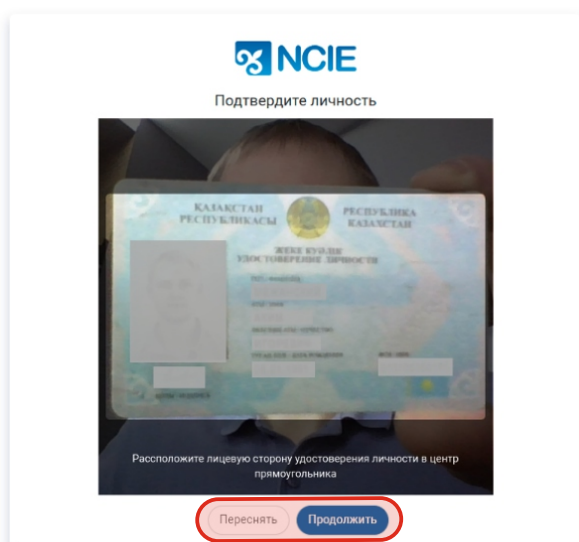 NCIE
Подтвердите личность
ҚАЗАҚСТАН
РЕСПУБЛИКАСЫ
РЕСПУБЛИКА
КАЗАХСТАН
ЖЕКЕ КУӘЛІК
УДОСТОВЕРЕНИЕ ЛИЧНОСТИ
Рассположите лицевую сторону удостоверения личности в центр
прямоугольника
Переснять
Продолжить